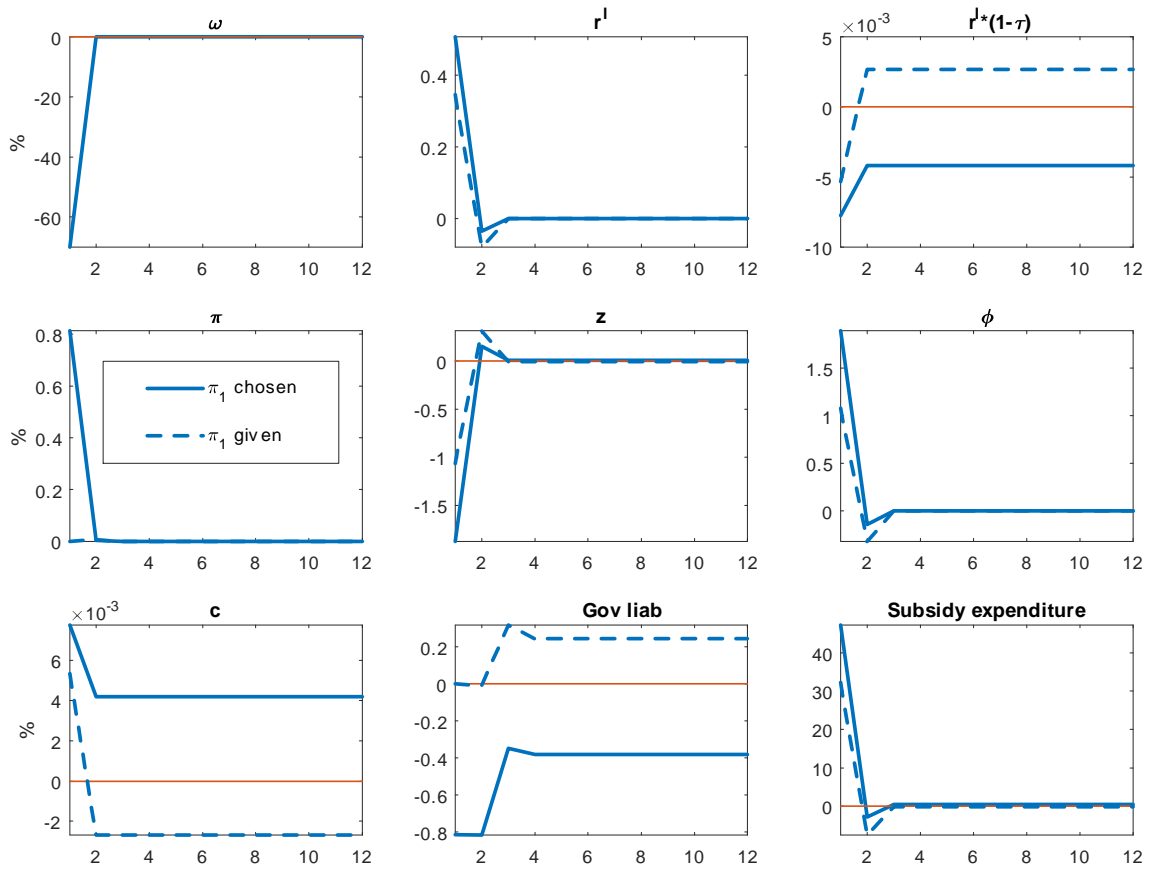 ω
r^l
r^l*(1-τ)
×10^-3
%
0
-20
-40
-60
2 4 6 8 10 12
0.4
0.2
0
2 4 6 8 10 12
5
0
-5
-10
2 4 6 8 10 12
π
z
ϕ
%
0.8
0.6
0.4
0.2
0
π_1 chosen
π_1 given
2 4 6 8 10 12
0
-0.5
-1
-1.5
2 4 6 8 10 12
1.5
1
0.5
0
2 4 6 8 10 12
c
Gov liab
Subsidy expenditure
×10^-3
%
6
4
2
0
-2
2 4 6 8 10 12
0.2
0
-0.2
-0.4
-0.6
-0.8
2 4 6 8 10 12
40
30
20
10
0
2 4 6 8 10 12